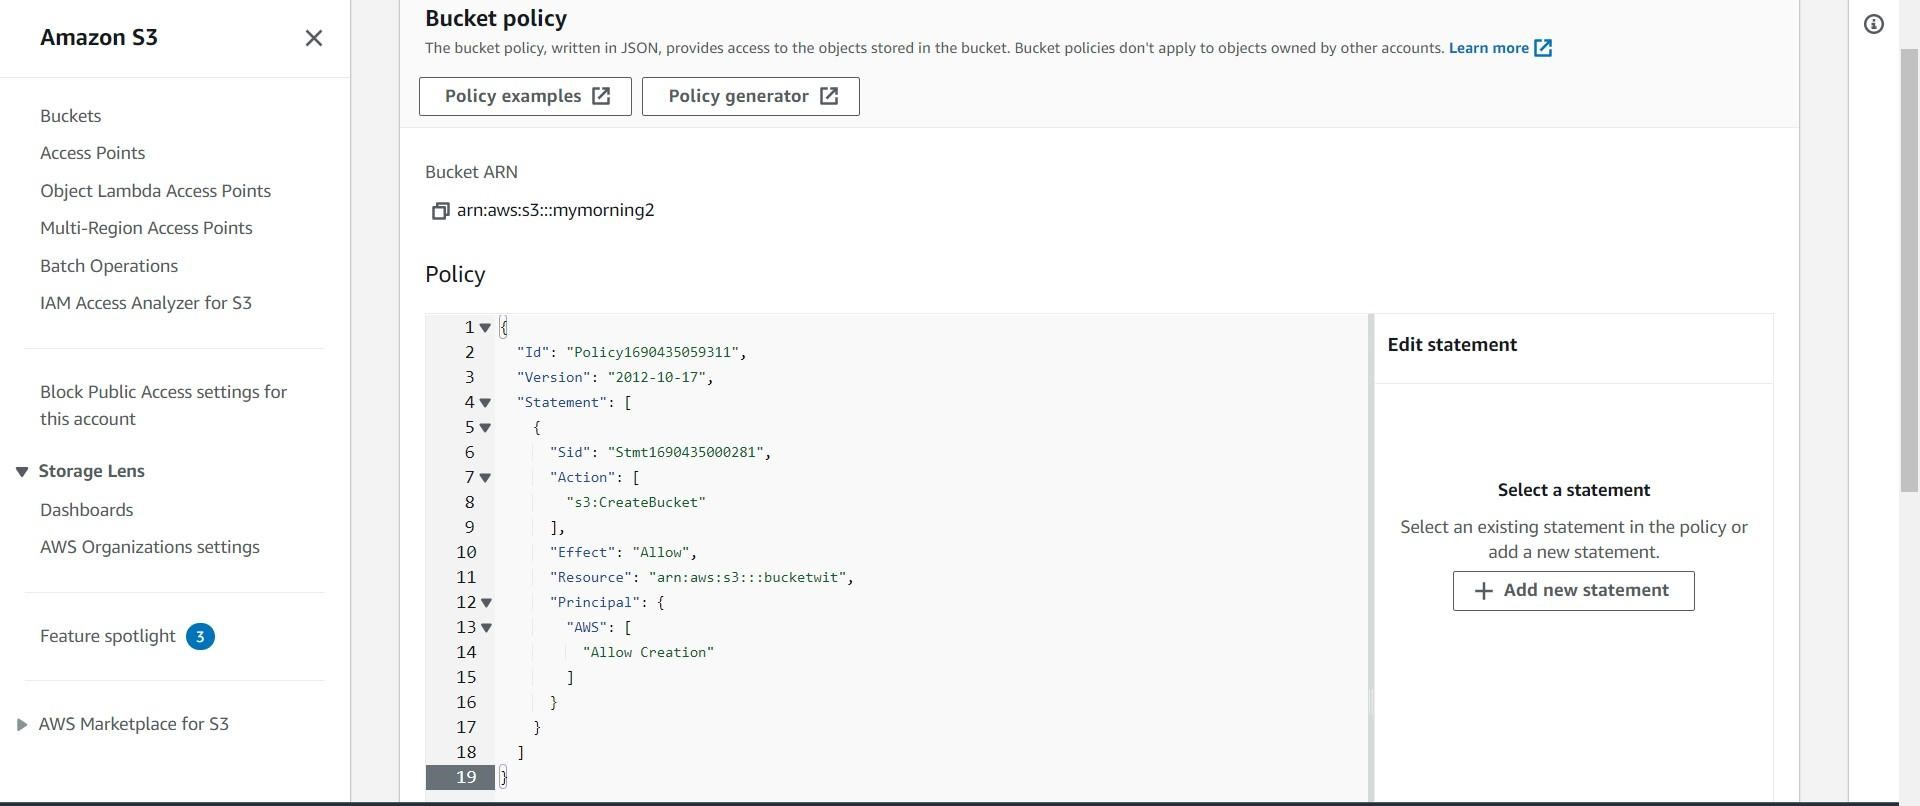 Amazon S3
Buckets
Access Points
Object Lambda Access Points
Multi-Region Access Points
Batch Operations
IAM Access Analyzer for S3
Block Public Access settings for
this account
Storage Lens
Dashboards
AWS Organizations settings
Feature spotlight 3
AWS Marketplace for S3
Bucket policy
The bucket policy, written in JSON, provides access to the objects stored in the bucket. Bucket policies don't apply to objects owned by other accounts. Learn more
Policy examples Policy generator
Bucket ARN
arn:aws:s3:::mymorning2
Policy
1 {
2 "Id": "Policy1690435059311",
3 "Version": "2012-10-17",
4 "Statement": [
5 {
6 "Sid": "Stmt1690435000281",
7 "Action": [
8 "s3:CreateBucket"
9 ],
10 "Effect": "Allow",
11 "Resource": "arn:aws:s3:::bucketwit",
12 "Principal": {
13 "AWS": [
14 "Allow Creation"
15 ]
16 }
17 }
18 ]
19 }
Edit statement
Select a statement
Select an existing statement in the policy or
add a new statement.
Add new statement